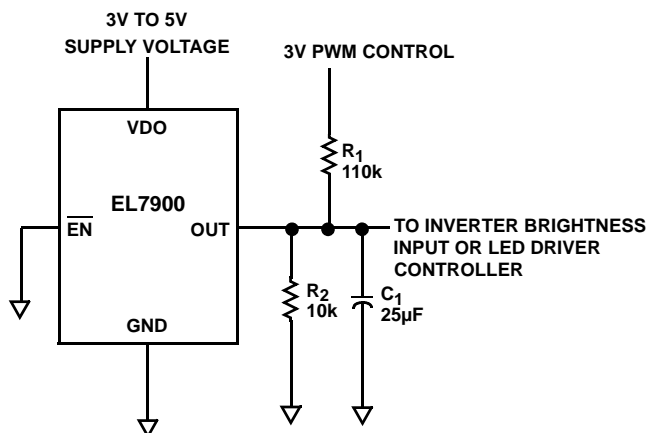 3V TO 5V
SUPPLY VOLTAGE
3V PWM CONTROL
VDO
R1
110k
EL7900
EN
OUT
TO INVERTER BRIGHTNESS
INPUT OR LED DRIVER
CONTROLLER
R2
10k
C1
25µF
GND